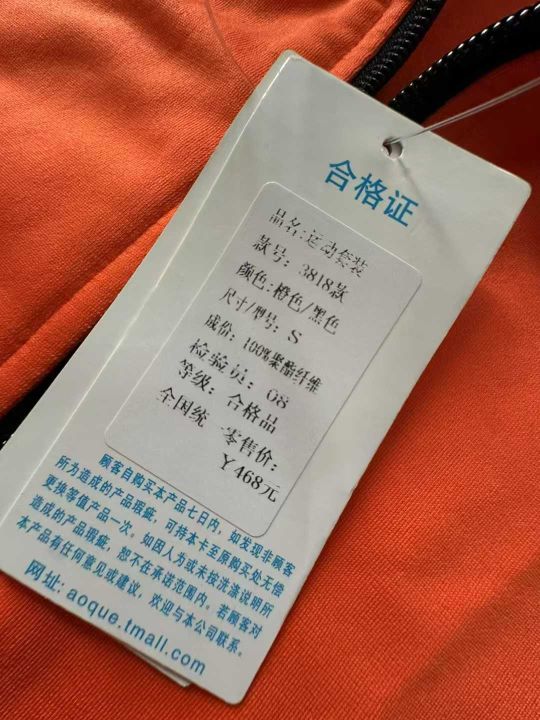 合格证
品名:运动套装
款号: 3818款
颜色:橙色/黑色
尺寸/型号: S
成份: 100%聚酯纤维
检验员: 08
等级: 合格品
全国统一零售价:
￥468元
顾客自购买本产品七日内, 如发现非顾客
所为造成的产品瑕疵, 可持本卡至原购买处无偿
更换等值产品一次。如因人为或未按洗涤说明所
造成的产品瑕疵, 恕不在承诺范围内。若顾客对
本产品有任何意见或建议, 欢迎与本公司联系。
网址: aoque.tmall.com